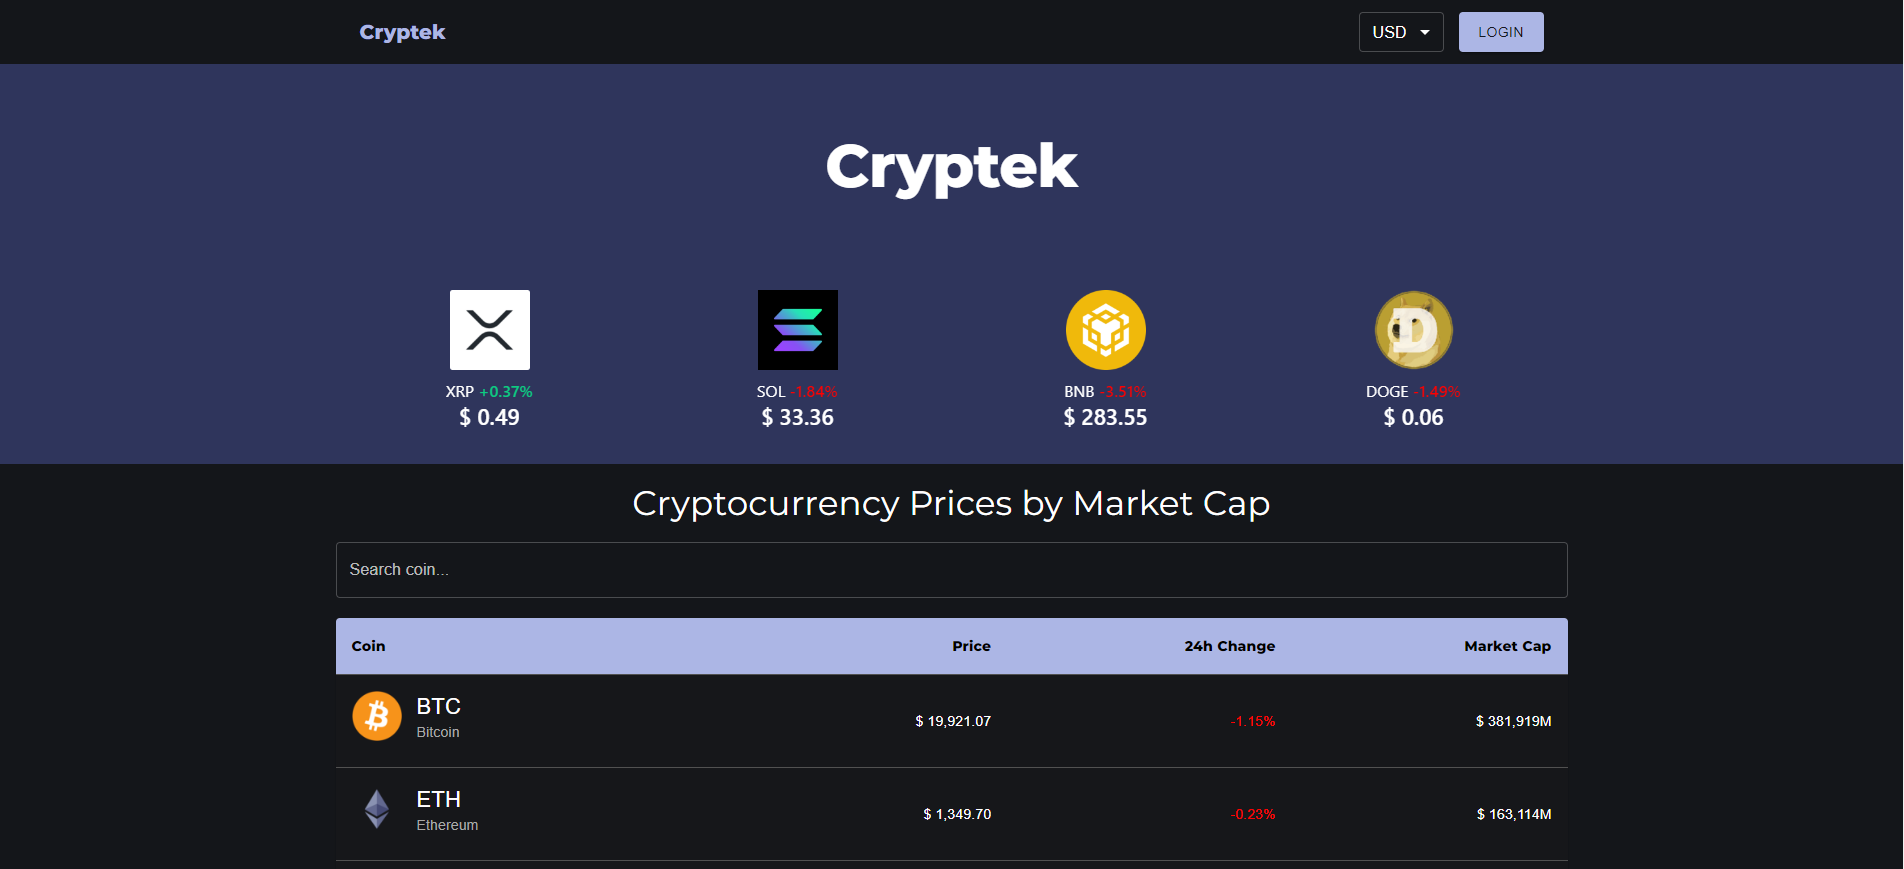 Cryptek
USD
LOGIN
Cryptek
XRP +0.37%
$ 0.49
SOL -1.84%
$ 33.36
BNB -3.51%
$ 283.55
DOGE -1.49%
$ 0.06
Cryptocurrency Prices by Market Cap
Search coin...
Coin Price 24h Change Market Cap
BTC
Bitcoin
$ 19,921.07 -1.15% $ 381,919M
ETH
Ethereum
$ 1,349.70 -0.23% $ 163,114M